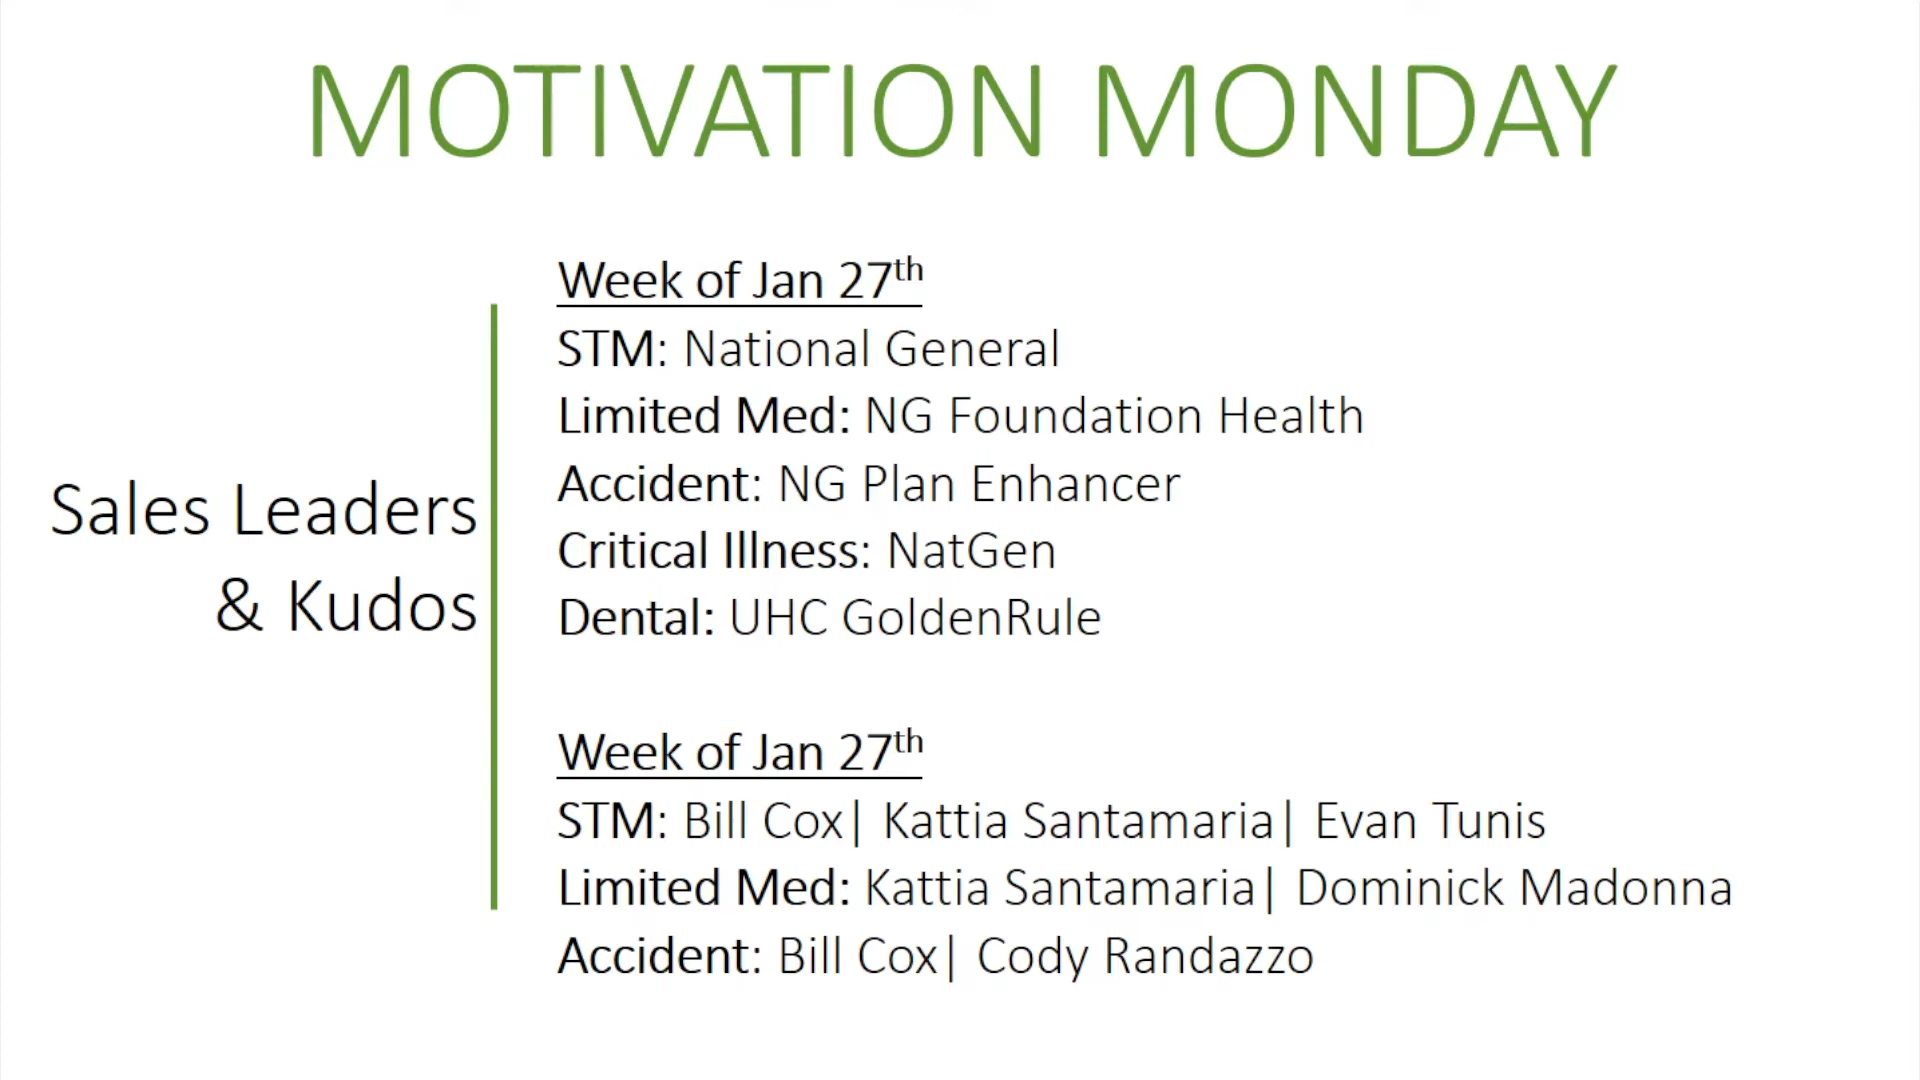 MOTIVATION MONDAY
Sales Leaders
& Kudos
Week of Jan 27th
STM: National General
Limited Med: NG Foundation Health
Accident: NG Plan Enhancer
Critical Illness: NatGen
Dental: UHC GoldenRule
Week of Jan 27th
STM: Bill Cox| Kattia Santamaria| Evan Tunis
Limited Med: Kattia Santamaria| Dominick Madonna
Accident: Bill Cox| Cody Randazzo